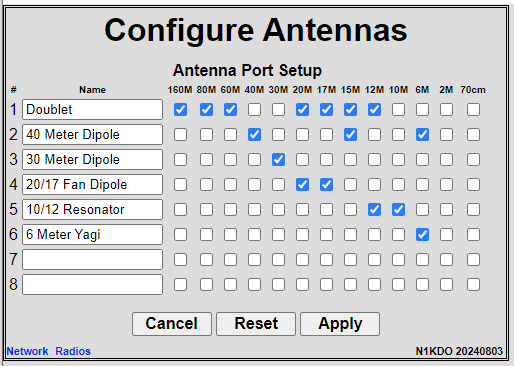 Configure Antennas
Antenna Port Setup
# Name 160M 80M 60M 40M 30M 20M 17M 15M 12M 10M 6M 2M 70cm
1 Doublet
2 40 Meter Dipole
3 30 Meter Dipole
4 20/17 Fan Dipole
5 10/12 Resonator
6 6 Meter Yagi
7
8
Cancel Reset Apply
Network Radios N1KDO 20240803